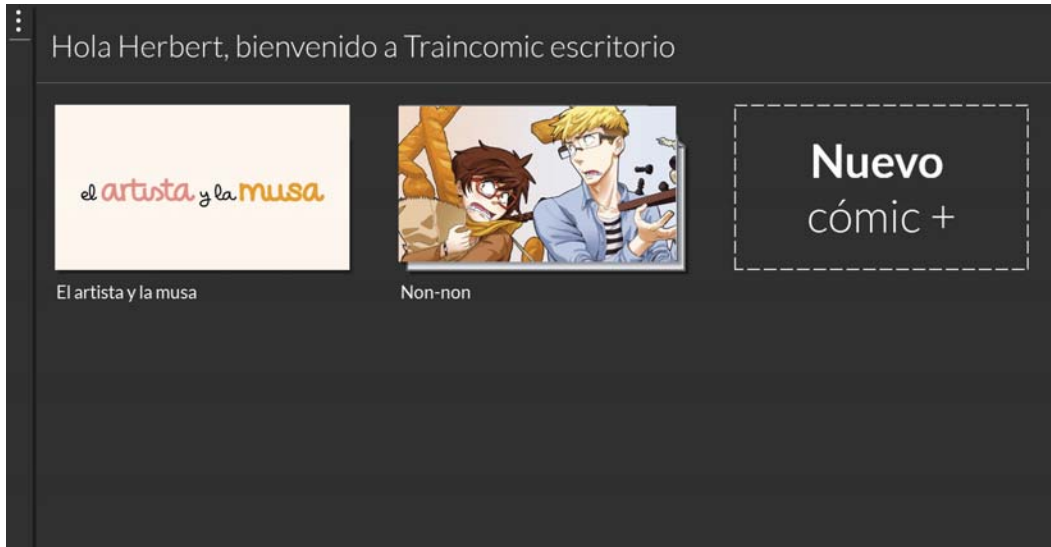 Hola Herbert, bienvenido a Traincomic escritorio
el artista y la musa
Nuevo
cómic +
El artista y la musa
Non-non